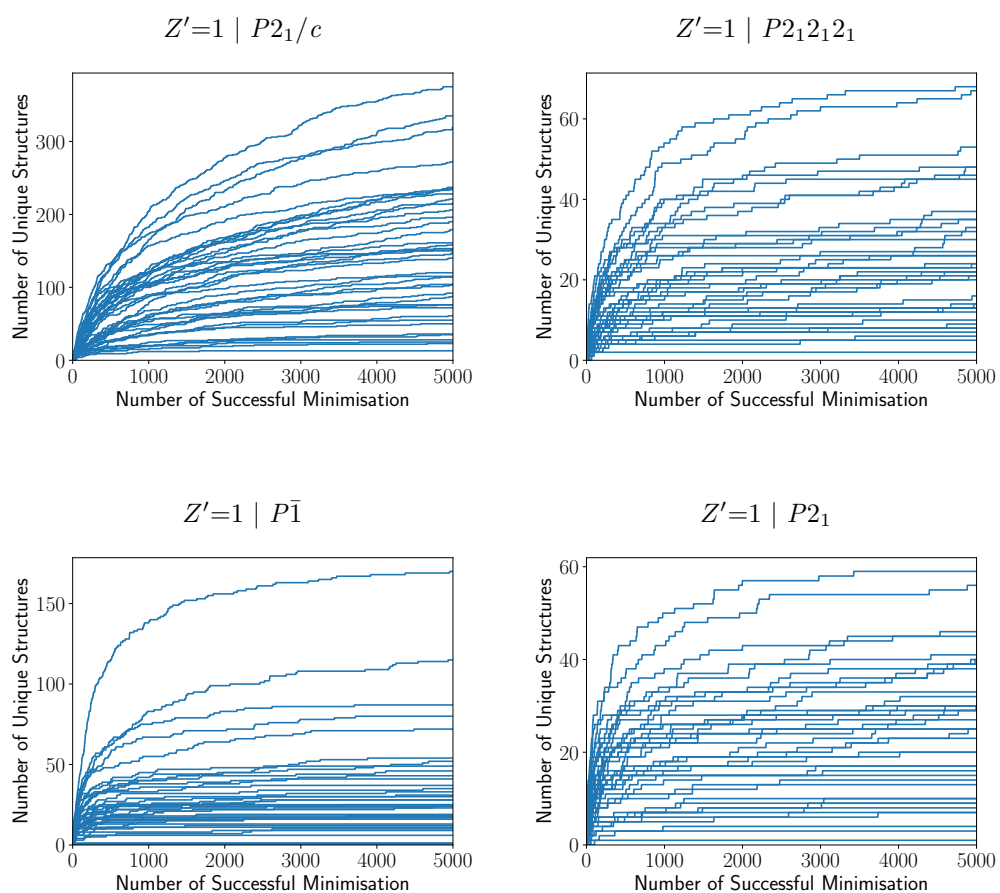 Z′=1 | P2₁/c
Number of Unique Structures
300
200
100
0
0 1000 2000 3000 4000 5000
Number of Successful Minimisation
Z′=1 | P2₁2₁2₁
Number of Unique Structures
60
40
20
0
0 1000 2000 3000 4000 5000
Number of Successful Minimisation
Z′=1 | P1̄
Number of Unique Structures
150
100
50
0
0 1000 2000 3000 4000 5000
Number of Successful Minimisation
Z′=1 | P2₁
Number of Unique Structures
60
40
20
0
0 1000 2000 3000 4000 5000
Number of Successful Minimisation